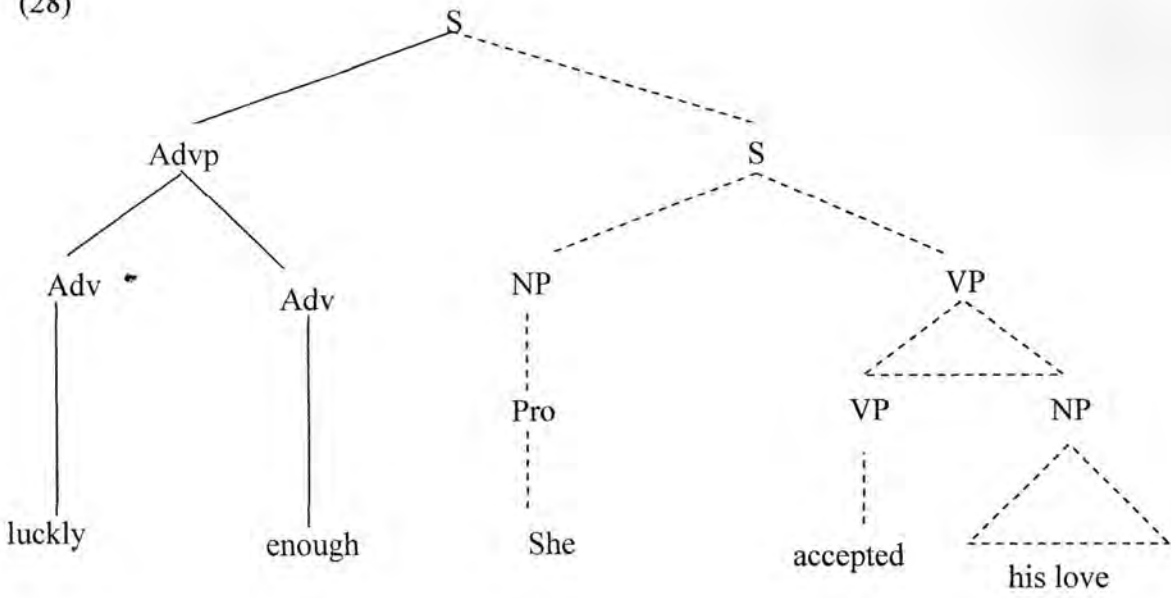 (28)
S
Advp S
Adv Adv NP VP
Pro VP NP
luckly enough She accepted his love